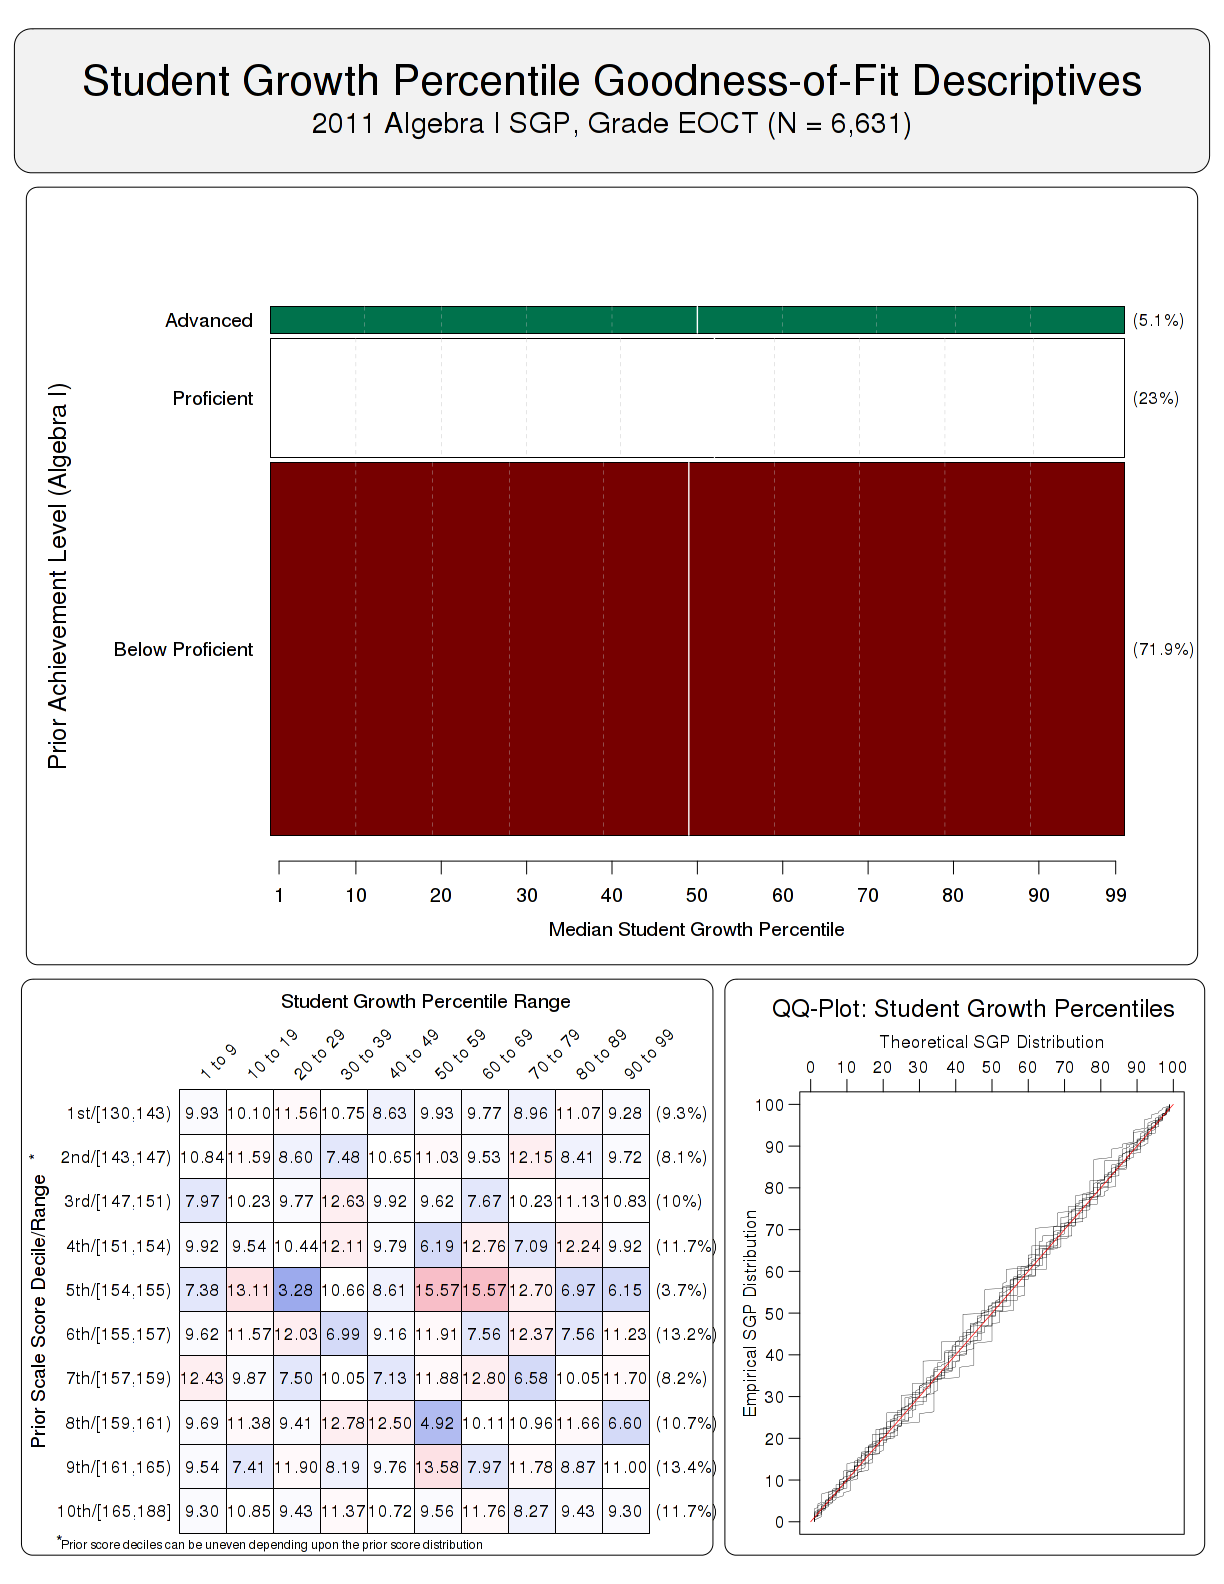 Student Growth Percentile Goodness-of-Fit Descriptives
2011 Algebra I SGP, Grade EOCT (N = 6,631)
Prior Achievement Level (Algebra I)
Advanced (5.1%)
Proficient (23%)
Below Proficient (71.9%)
1 10 20 30 40 50 60 70 80 90 99
Median Student Growth Percentile
Student Growth Percentile Range
1 to 9 10 to 19 20 to 29 30 to 39 40 to 49 50 to 59 60 to 69 70 to 79 80 to 89 90 to 99
Prior Scale Score Decile/Range *
1st/[130,143) 9.93 10.10 11.56 10.75 8.63 9.93 9.77 8.96 11.07 9.28 (9.3%)
2nd/[143,147) 10.84 11.59 8.60 7.48 10.65 11.03 9.53 12.15 8.41 9.72 (8.1%)
3rd/[147,151) 7.97 10.23 9.77 12.63 9.92 9.62 7.67 10.23 11.13 10.83 (10%)
4th/[151,154) 9.92 9.54 10.44 12.11 9.79 6.19 12.76 7.09 12.24 9.92 (11.7%)
5th/[154,155) 7.38 13.11 3.28 10.66 8.61 15.57 15.57 12.70 6.97 6.15 (3.7%)
6th/[155,157) 9.62 11.57 12.03 6.99 9.16 11.91 7.56 12.37 7.56 11.23 (13.2%)
7th/[157,159) 12.43 9.87 7.50 10.05 7.13 11.88 12.80 6.58 10.05 11.70 (8.2%)
8th/[159,161) 9.69 11.38 9.41 12.78 12.50 4.92 10.11 10.96 11.66 6.60 (10.7%)
9th/[161,165) 9.54 7.41 11.90 8.19 9.76 13.58 7.97 11.78 8.87 11.00 (13.4%)
10th/[165,188] 9.30 10.85 9.43 11.37 10.72 9.56 11.76 8.27 9.43 9.30 (11.7%)
*Prior score deciles can be uneven depending upon the prior score distribution
QQ-Plot: Student Growth Percentiles
Theoretical SGP Distribution
0 10 20 30 40 50 60 70 80 90 100
Empirical SGP Distribution
100
90
80
70
60
50
40
30
20
10
0